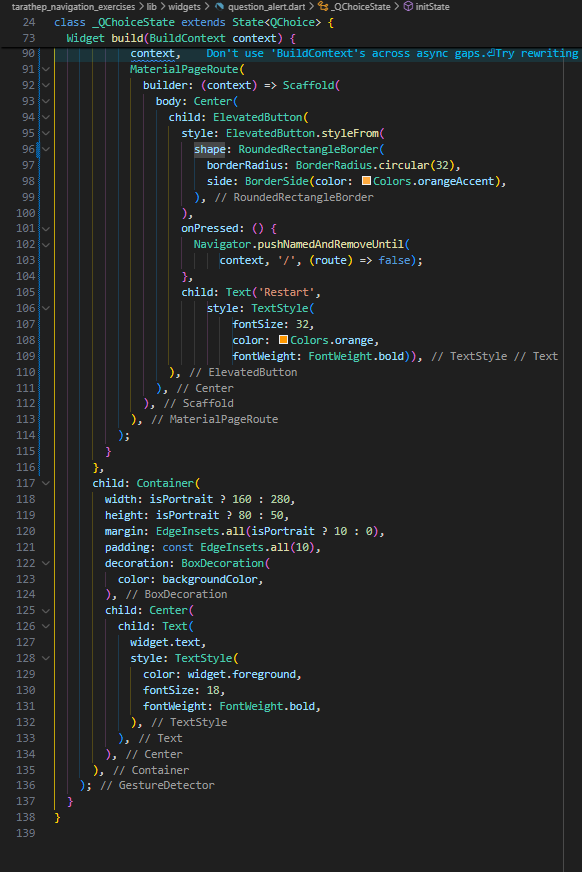 tarathep_navigation_exercises > lib > widgets > question_alert.dart > _QChoiceState > initState
24 class _QChoiceState extends State<QChoice> {
73 Widget build(BuildContext context) {
90 context, Don't use 'BuildContext's across async gaps.⏎Try rewriting
91 MaterialPageRoute(
92 builder: (context) => Scaffold(
93 body: Center(
94 child: ElevatedButton(
95 style: ElevatedButton.styleFrom(
96 shape: RoundedRectangleBorder(
97 borderRadius: BorderRadius.circular(32),
98 side: BorderSide(color: Colors.orangeAccent),
99 ), // RoundedRectangleBorder
100 ),
101 onPressed: () {
102 Navigator.pushNamedAndRemoveUntil(
103 context, '/', (route) => false);
104 },
105 child: Text('Restart',
106 style: TextStyle(
107 fontSize: 32,
108 color: Colors.orange,
109 fontWeight: FontWeight.bold)), // TextStyle // Text
110 ), // ElevatedButton
111 ), // Center
112 ), // Scaffold
113 ), // MaterialPageRoute
114 );
115 }
116 },
117 child: Container(
118 width: isPortrait ? 160 : 280,
119 height: isPortrait ? 80 : 50,
120 margin: EdgeInsets.all(isPortrait ? 10 : 0),
121 padding: const EdgeInsets.all(10),
122 decoration: BoxDecoration(
123 color: backgroundColor,
124 ), // BoxDecoration
125 child: Center(
126 child: Text(
127 widget.text,
128 style: TextStyle(
129 color: widget.foreground,
130 fontSize: 18,
131 fontWeight: FontWeight.bold,
132 ), // TextStyle
133 ), // Text
134 ), // Center
135 ), // Container
136 ); // GestureDetector
137 }
138 }
139